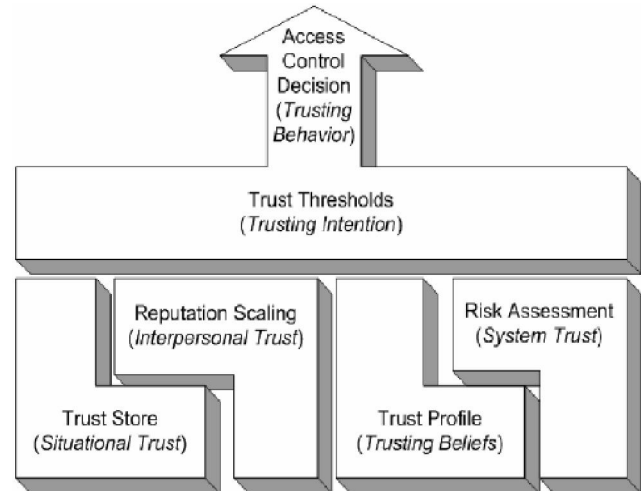 Access
Control
Decision
(Trusting
Behavior)
Trust Thresholds
(Trusting Intention)
Reputation Scaling
(Interpersonal Trust)
Risk Assessment
(System Trust)
Trust Store
(Situational Trust)
Trust Profile
(Trusting Beliefs)